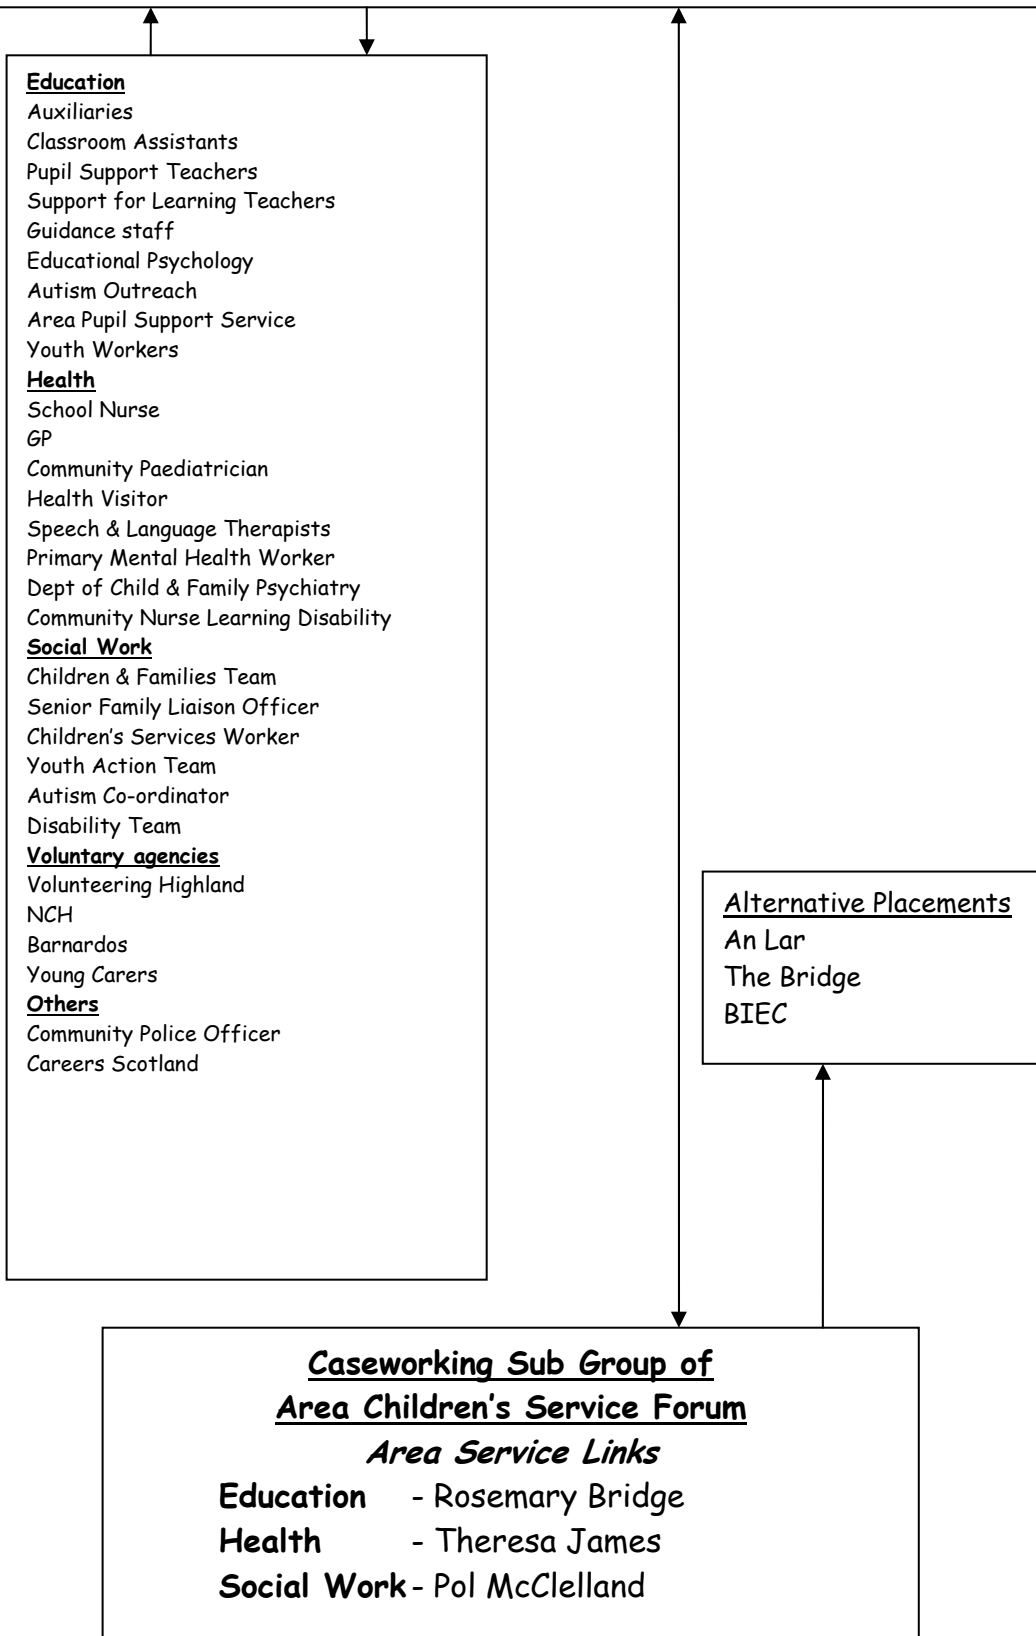 Education
Auxiliaries
Classroom Assistants
Pupil Support Teachers
Support for Learning Teachers
Guidance staff
Educational Psychology
Autism Outreach
Area Pupil Support Service
Youth Workers
Health
School Nurse
GP
Community Paediatrician
Health Visitor
Speech & Language Therapists
Primary Mental Health Worker
Dept of Child & Family Psychiatry
Community Nurse Learning Disability
Social Work
Children & Families Team
Senior Family Liaison Officer
Children’s Services Worker
Youth Action Team
Autism Co-ordinator
Disability Team
Voluntary agencies
Volunteering Highland
NCH
Barnardos
Young Carers
Others
Community Police Officer
Careers Scotland
Alternative Placements
An Lar
The Bridge
BIEC
Caseworking Sub Group of
Area Children’s Service Forum
Area Service Links
Education - Rosemary Bridge
Health - Theresa James
Social Work - Pol McClelland